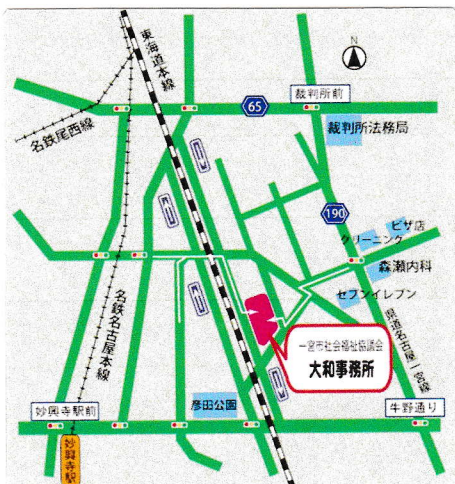 N
東海道本線
65
裁判所前
名鉄尾西線
裁判所法務局
190
ピザ店
クリーニング
森瀬内科
セブンイレブン
名鉄名古屋本線
県道名古屋一宮線
一宮市社会福祉協議会
大和事務所
彦田公園
妙興寺駅前
牛野通り
妙興寺駅